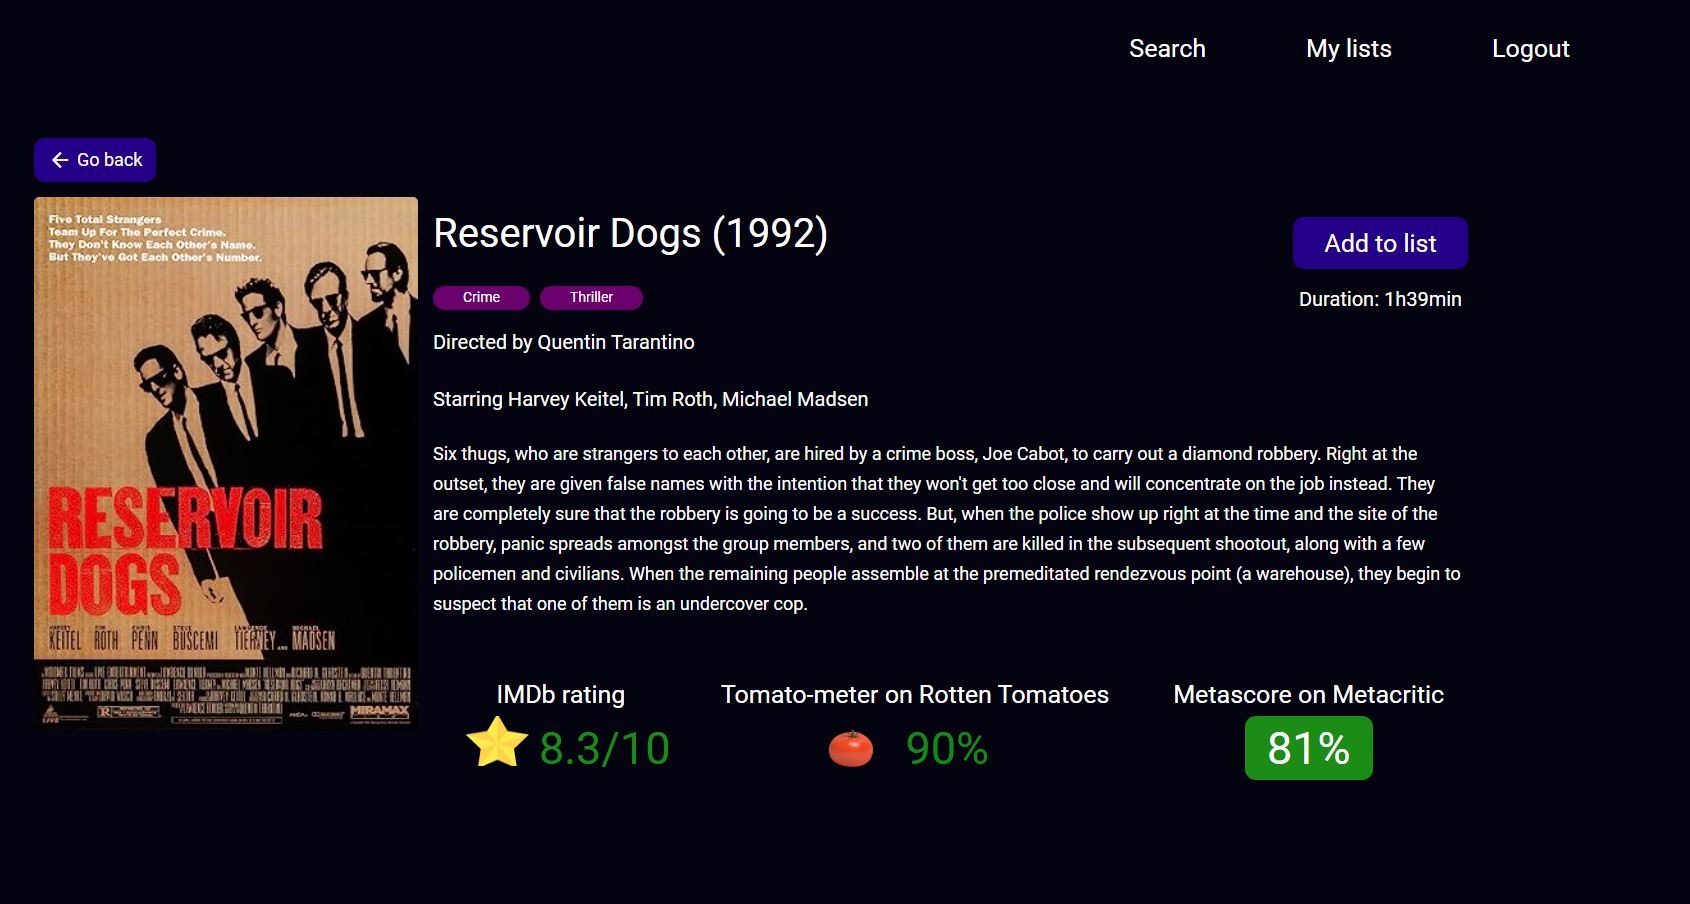 Search
My lists
Logout
Go back
Five Total Strangers
Team Up For The Perfect Crime.
They Don't Know Each Other's Name.
But They've Got Each Other's Number.
RESERVOIR
DOGS
HARVEY KEITEL TIM ROTH CHRIS PENN STEVE BUSCEMI LAWRENCE TIERNEY AND MICHAEL MADSEN
R
LIVE
MIRAMAX
Reservoir Dogs (1992)
Add to list
Crime
Thriller
Duration: 1h39min
Directed by Quentin Tarantino
Starring Harvey Keitel, Tim Roth, Michael Madsen
Six thugs, who are strangers to each other, are hired by a crime boss, Joe Cabot, to carry out a diamond robbery. Right at the
outset, they are given false names with the intention that they won't get too close and will concentrate on the job instead. They
are completely sure that the robbery is going to be a success. But, when the police show up right at the time and the site of the
robbery, panic spreads amongst the group members, and two of them are killed in the subsequent shootout, along with a few
policemen and civilians. When the remaining people assemble at the premeditated rendezvous point (a warehouse), they begin to
suspect that one of them is an undercover cop.
IMDb rating
8.3/10
Tomato-meter on Rotten Tomatoes
90%
Metascore on Metacritic
81%